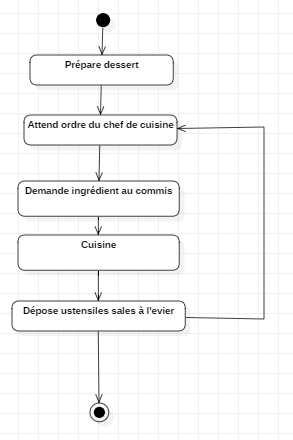 Prépare dessert
Attend ordre du chef de cuisine
Demande ingrédient au commis
Cuisine
Dépose ustensiles sales à l'evier